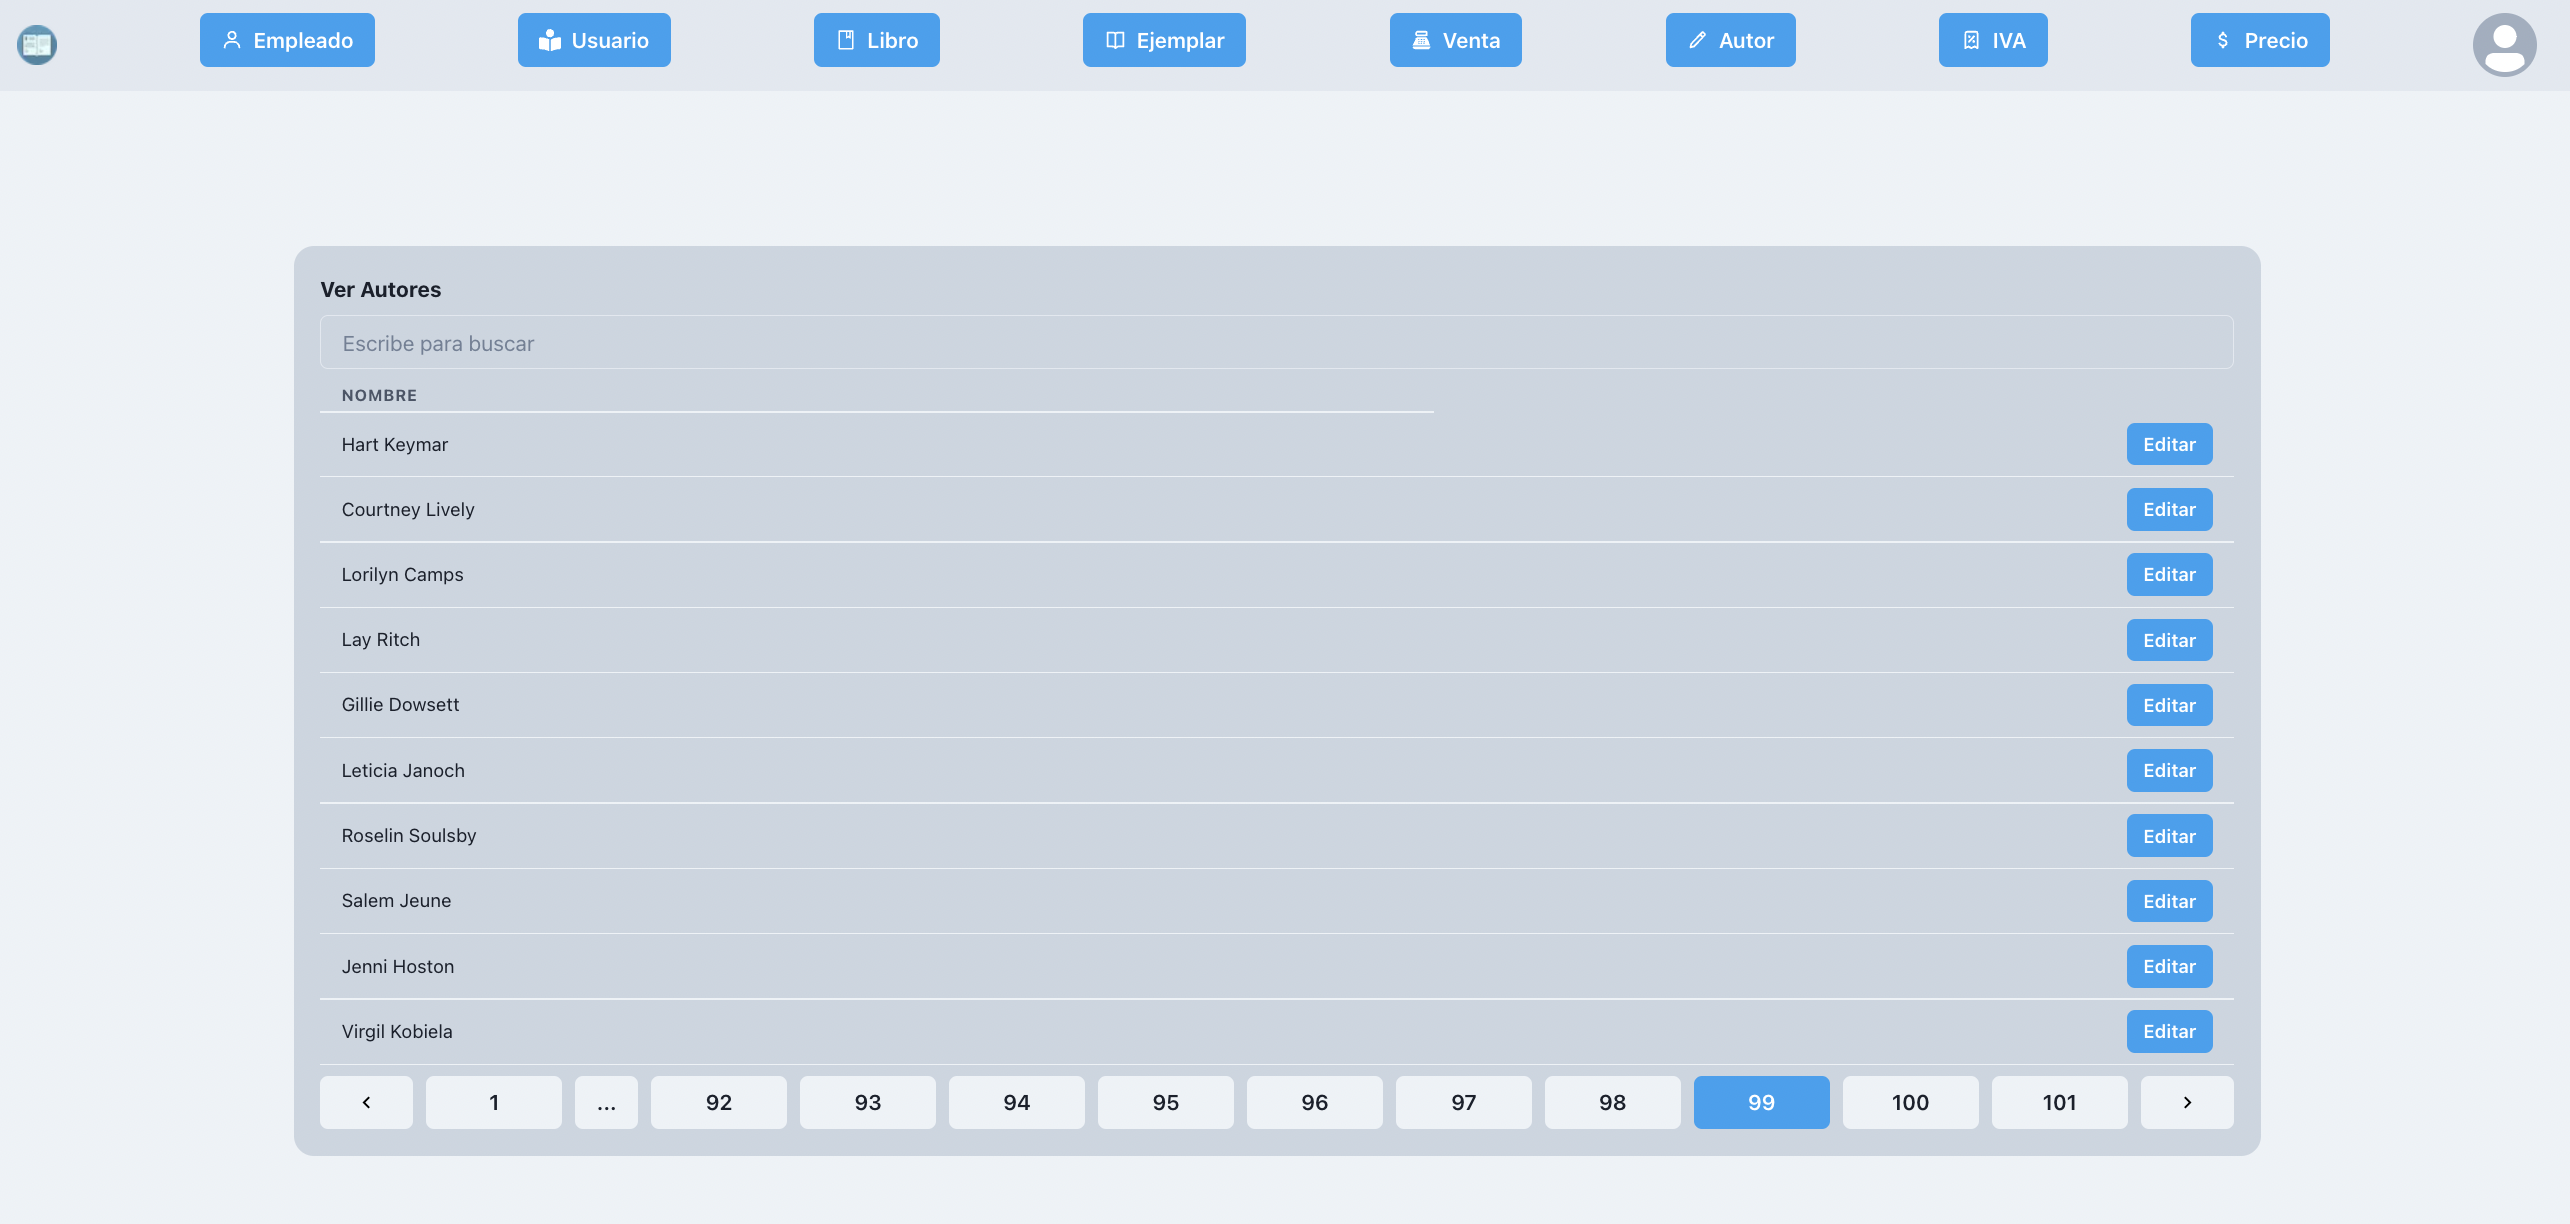 Empleado Usuario Libro Ejemplar Venta Autor IVA Precio
Ver Autores
Escribe para buscar
NOMBRE
Hart Keymar Editar
Courtney Lively Editar
Lorilyn Camps Editar
Lay Ritch Editar
Gillie Dowsett Editar
Leticia Janoch Editar
Roselin Soulsby Editar
Salem Jeune Editar
Jenni Hoston Editar
Virgil Kobiela Editar
‹ 1 ... 92 93 94 95 96 97 98 99 100 101 ›